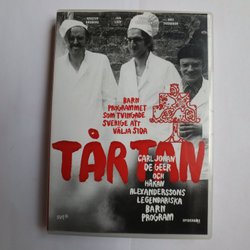 BARN
PROGRAMMET
SOM TVINGADE
SVERIGE ATT
VÄLJA SIDA
TÅRTAN
CARL JOHAN
DE GEER
OCH
HÅKAN
ALEXANDERSSONS
LEGENDARISKA
BARN
PROGRAM